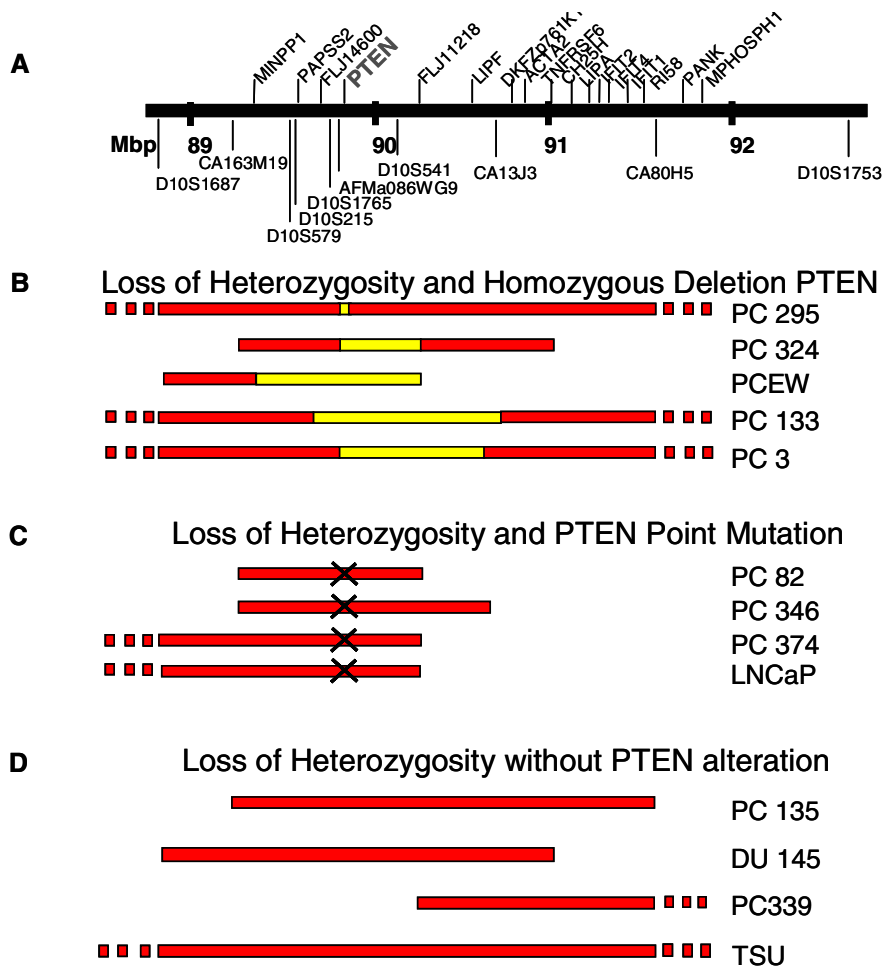 A
MINPP1
PAPSS2
FLJ14600
PTEN
FLJ11218
LIPF
ACTA2
TNFRSF6
CH25H
LIPA
IFIT2
IFIT4
IFIT1
RI58
PANK
MPHOSPH1
Mbp 89 90 91 92
CA163M19 D10S541 CA13J3 CA80H5 D10S1753
D10S1687 AFMa086WG9
D10S1765
D10S215
D10S579
B Loss of Heterozygosity and Homozygous Deletion PTEN
PC 295
PC 324
PCEW
PC 133
PC 3
C Loss of Heterozygosity and PTEN Point Mutation
PC 82
PC 346
PC 374
LNCaP
D Loss of Heterozygosity without PTEN alteration
PC 135
DU 145
PC339
TSU